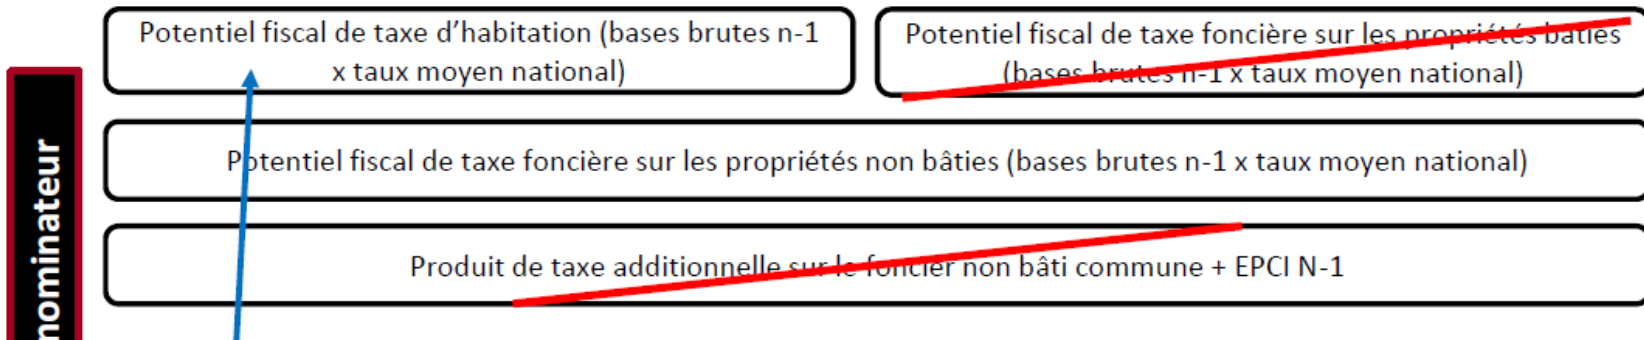 Potentiel fiscal de taxe d'habitation (bases brutes n-1
x taux moyen national)
Potentiel fiscal de taxe foncière sur les propriétés bâties
(bases brutes n-1 x taux moyen national)
Potentiel fiscal de taxe foncière sur les propriétés non bâties (bases brutes n-1 x taux moyen national)
Produit de taxe additionnelle sur le foncier non bâti commune + EPCI N-1
nominateur